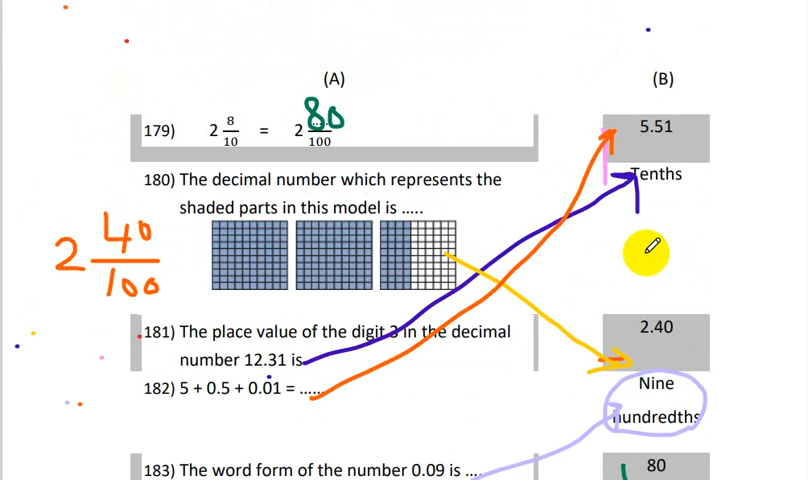 (A) (B)
179) 2 8/10 = 2 80/100 5.51
180) The decimal number which represents the Tenths
shaded parts in this model is .....
2 40/100
181) The place value of the digit 3 in the decimal 2.40
number 12.31 is
182) 5 + 0.5 + 0.01 = ..... Nine
hundredths
183) The word form of the number 0.09 is .... 80